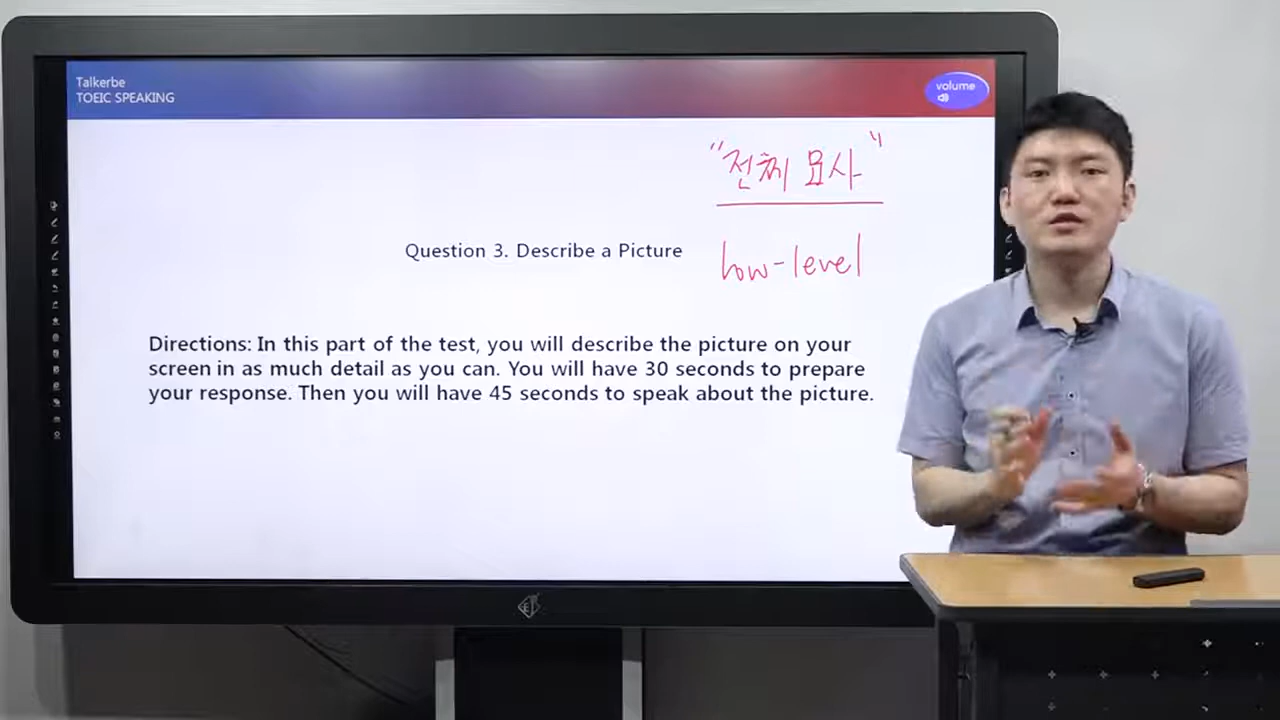 Talkerbe
TOEIC SPEAKING
volume
"전체 묘사"
Question 3. Describe a Picture
low-level
Directions: In this part of the test, you will describe the picture on your
screen in as much detail as you can. You will have 30 seconds to prepare
your response. Then you will have 45 seconds to speak about the picture.